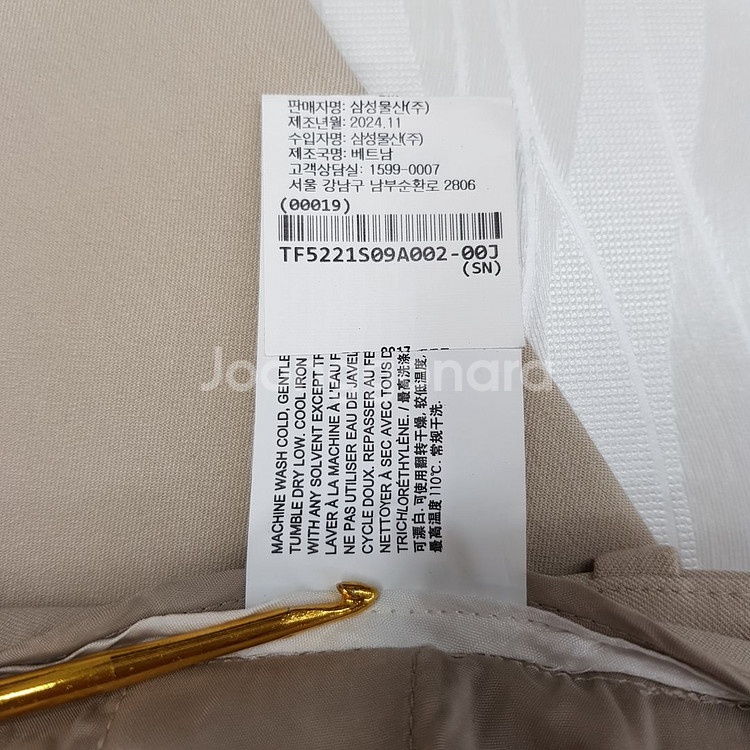 판매자명: 삼성물산(주)
제조년월: 2024.11
수입자명: 삼성물산(주)
제조국명: 베트남
고객상담실: 1599-0007
서울 강남구 남부순환로 2806
(00019)
TF5221S09A002-00J
(SN)
MACHINE WASH COLD, GENTLE
TUMBLE DRY LOW. COOL IRON
WITH ANY SOLVENT EXCEPT
LAVER À LA MACHINE À L'EAU
NE PAS UTILISER EAU DE JAVEL
CYCLE DOUX. REPASSER AU
NETTOYER À SEC AVEC TOUS
TRICHLORÉTHYLÈNE. / 最高洗涤
可漂白. 可使用翻转干燥, 较低温度.
最高温度110℃. 常规干洗.